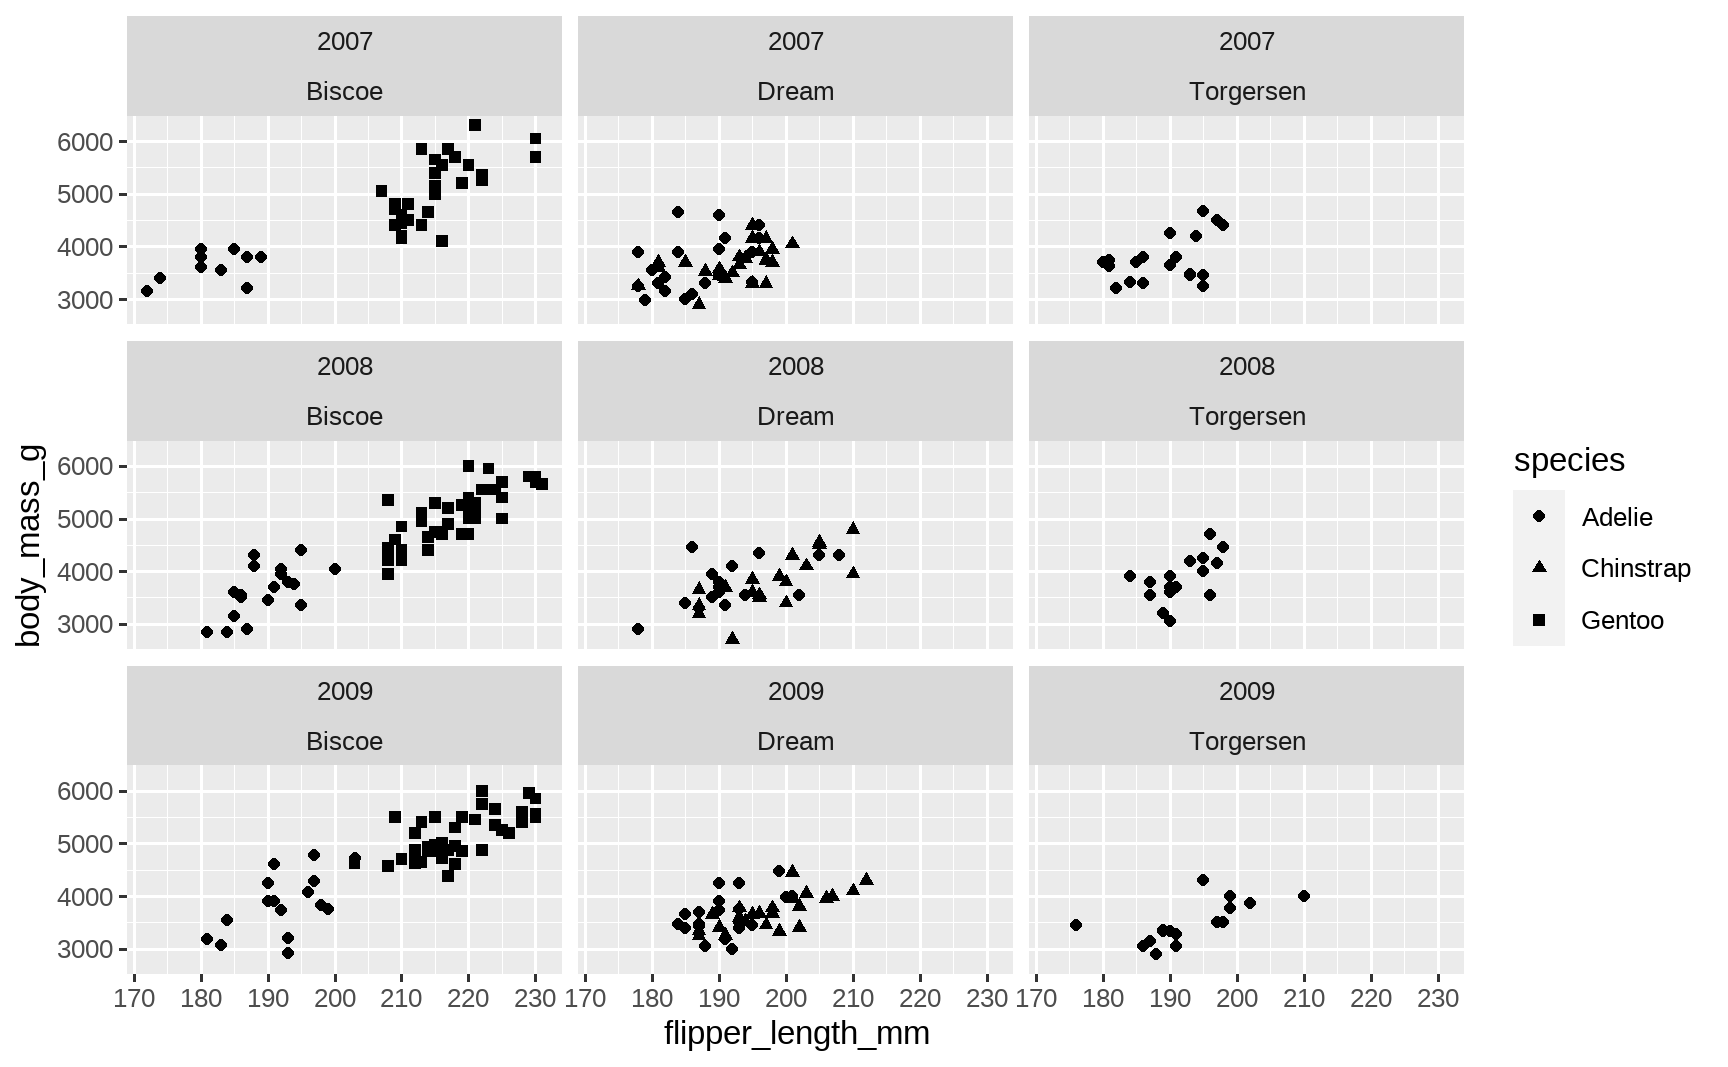 2007 2007 2007
Biscoe Dream Torgersen
6000
5000
4000
3000
2008 2008 2008
Biscoe Dream Torgersen
6000
5000
4000
3000
2009 2009 2009
Biscoe Dream Torgersen
6000
5000
4000
3000
170 180 190 200 210 220 230 170 180 190 200 210 220 230 170 180 190 200 210 220 230
flipper_length_mm
body_mass_g
species
Adelie
Chinstrap
Gentoo